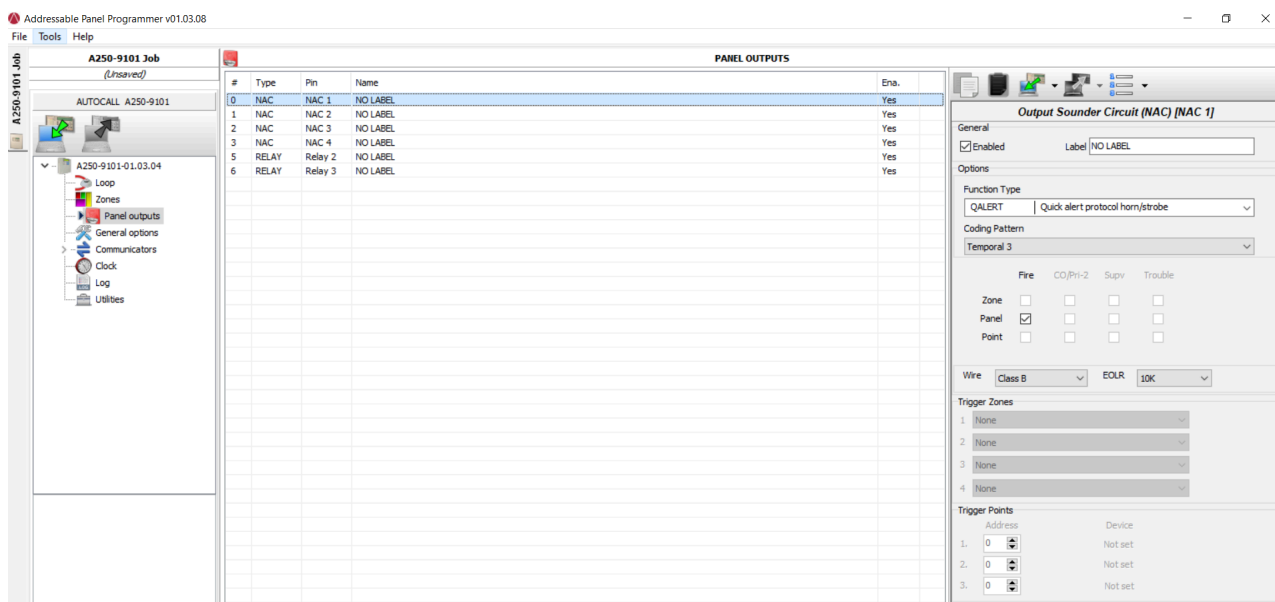 Addressable Panel Programmer v01.03.08
File Tools Help
A250-9101 Job
A250-9101 Job
(Unsaved)
AUTOCALL A250-9101
A250-9101-01.03.04
Loop
Zones
Panel outputs
General options
Communicators
Clock
Log
Utilities
PANEL OUTPUTS
# Type Pin Name Ena.
0 NAC NAC 1 NO LABEL Yes
1 NAC NAC 2 NO LABEL Yes
2 NAC NAC 3 NO LABEL Yes
3 NAC NAC 4 NO LABEL Yes
5 RELAY Relay 2 NO LABEL Yes
6 RELAY Relay 3 NO LABEL Yes
Output Sounder Circuit (NAC) [NAC 1]
General
Enabled Label NO LABEL
Options
Function Type
QALERT Quick alert protocol horn/strobe
Coding Pattern
Temporal 3
Fire CO/Pri-2 Supv Trouble
Zone
Panel
Point
Wire Class B EOLR 10K
Trigger Zones
1 None
2 None
3 None
4 None
Trigger Points
Address Device
1. 0 Not set
2. 0 Not set
3. 0 Not set